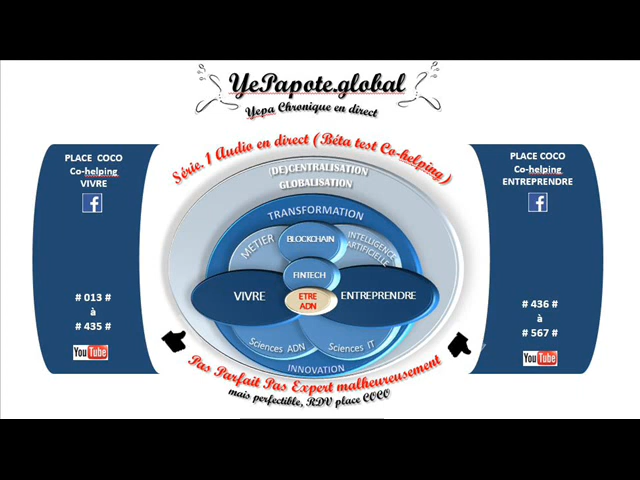 YePapote.global
Yepa Chronique en direct
Série, 1 Audio en direct (Béta test Co-helping)
PLACE COCO
Co-helping
VIVRE
f
# 013 #
à
# 435 #
YouTube
(DE)CENTRALISATION
GLOBALISATION
TRANSFORMATION
METIER
BLOCKCHAIN
INTELLIGENCE
ARTIFICIELLE
FINTECH
VIVRE
ETRE
ADN
ENTREPRENDRE
Sciences ADN
Sciences IT
INNOVATION
PLACE COCO
Co-helping
ENTREPRENDRE
f
# 436 #
à
# 567 #
YouTube
Pas Parfait Pas Expert malheureusement
mais perfectible, RDV place COCO